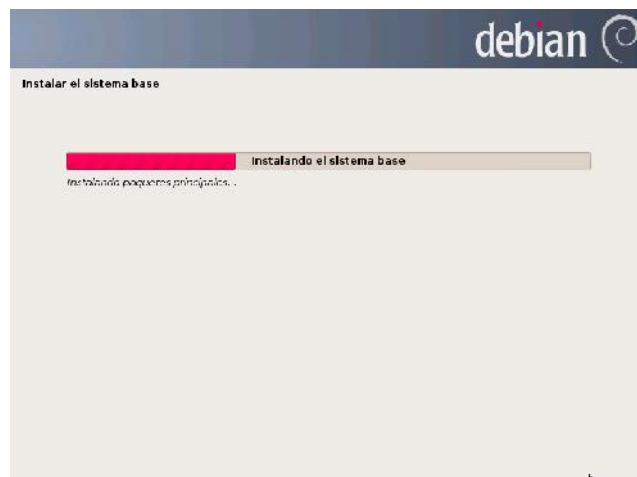 debian
Instalar el sistema base
Instalando el sistema base
Instalando paquetes principales...